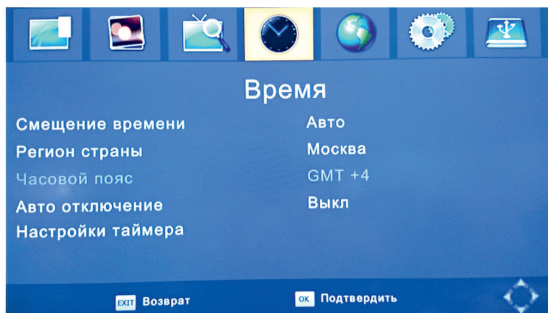 Время
Смещение времени Авто
Регион страны Москва
Часовой пояс GMT +4
Авто отключение Выкл
Настройки таймера
EXIT Возврат OK Подтвердить